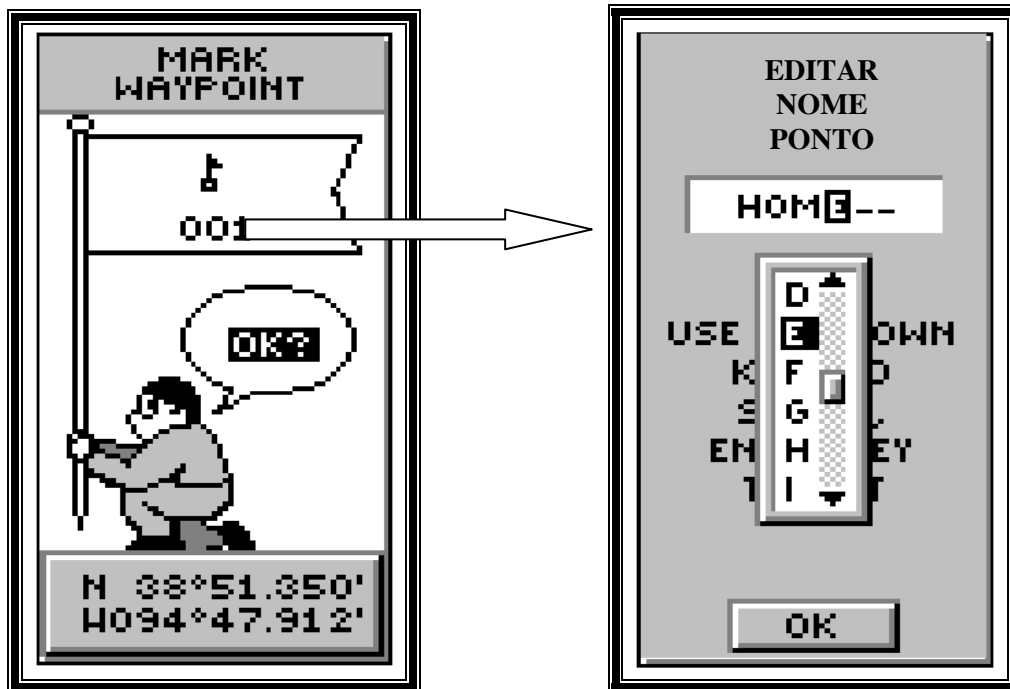 MARK
WAYPOINT
001
OK?
N 38°51.350'
W094°47.912'
EDITAR
NOME
PONTO
HOME--
D
USE E OWN
K F D
S G
EN H EY
T I T
OK